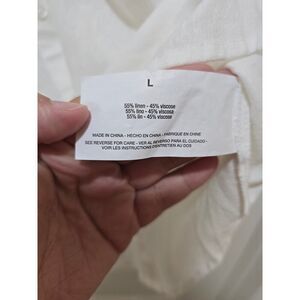 L
55% linen - 45% viscose
55% lino - 45% viscosa
55% lin - 45% viscose
MADE IN CHINA - HECHO EN CHINA - FABRIQUE EN CHINE
SEE REVERSE FOR CARE - VER AL REVERSO PARA EL CUIDADO -
VOIR LES INSTRUCTIONS D'ENTRETIEN AU DOS